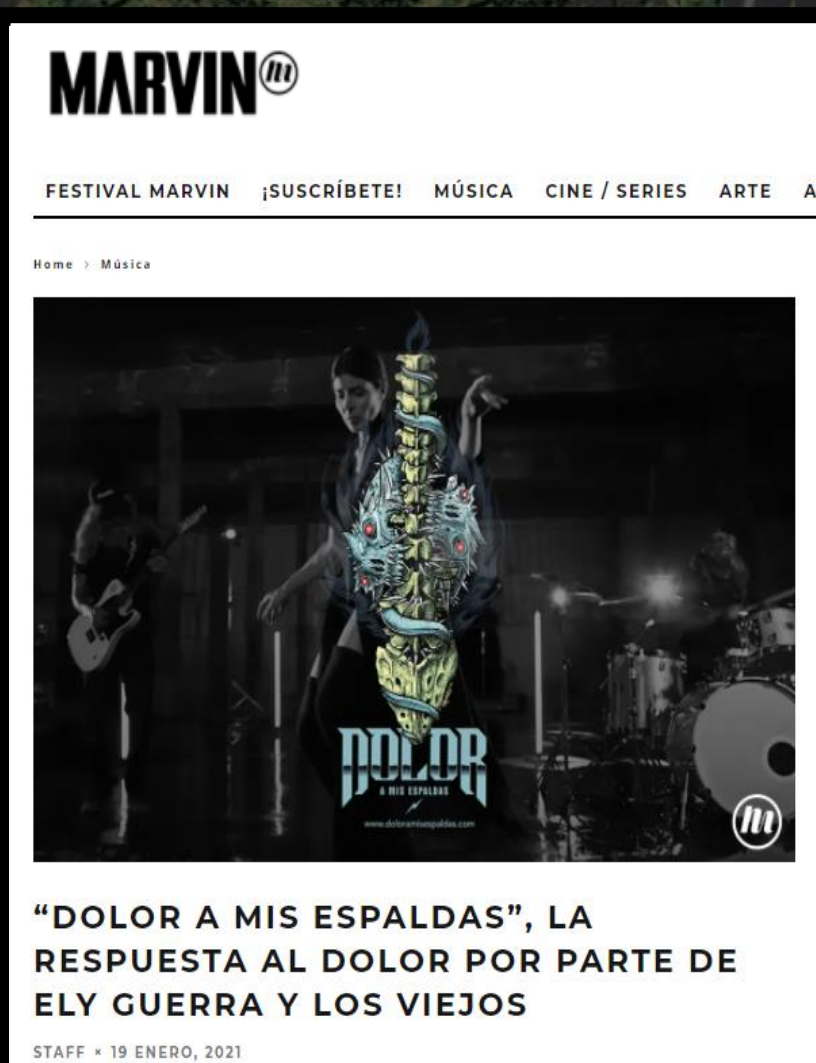 MARVIN m
FESTIVAL MARVIN ¡SUSCRÍBETE! MÚSICA CINE / SERIES ARTE A
Home > Música
DOLOR
A MIS ESPALDAS
www.doloramisespaldas.com
m
“DOLOR A MIS ESPALDAS”, LA
RESPUESTA AL DOLOR POR PARTE DE
ELY GUERRA Y LOS VIEJOS
STAFF × 19 ENERO, 2021